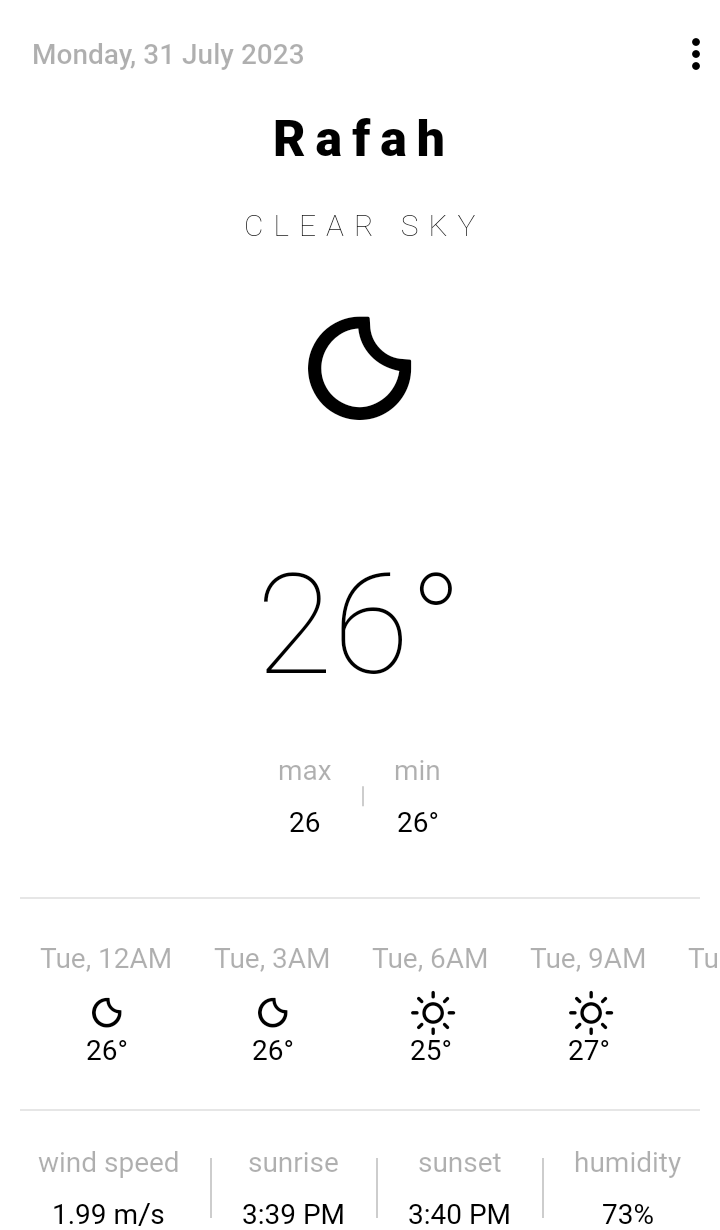 Monday, 31 July 2023
Rafah
CLEAR SKY
26°
max min
26 26°
Tue, 12AM Tue, 3AM Tue, 6AM Tue, 9AM Tu
26° 26° 25° 27°
wind speed sunrise sunset humidity
1.99 m/s 3:39 PM 3:40 PM 73%